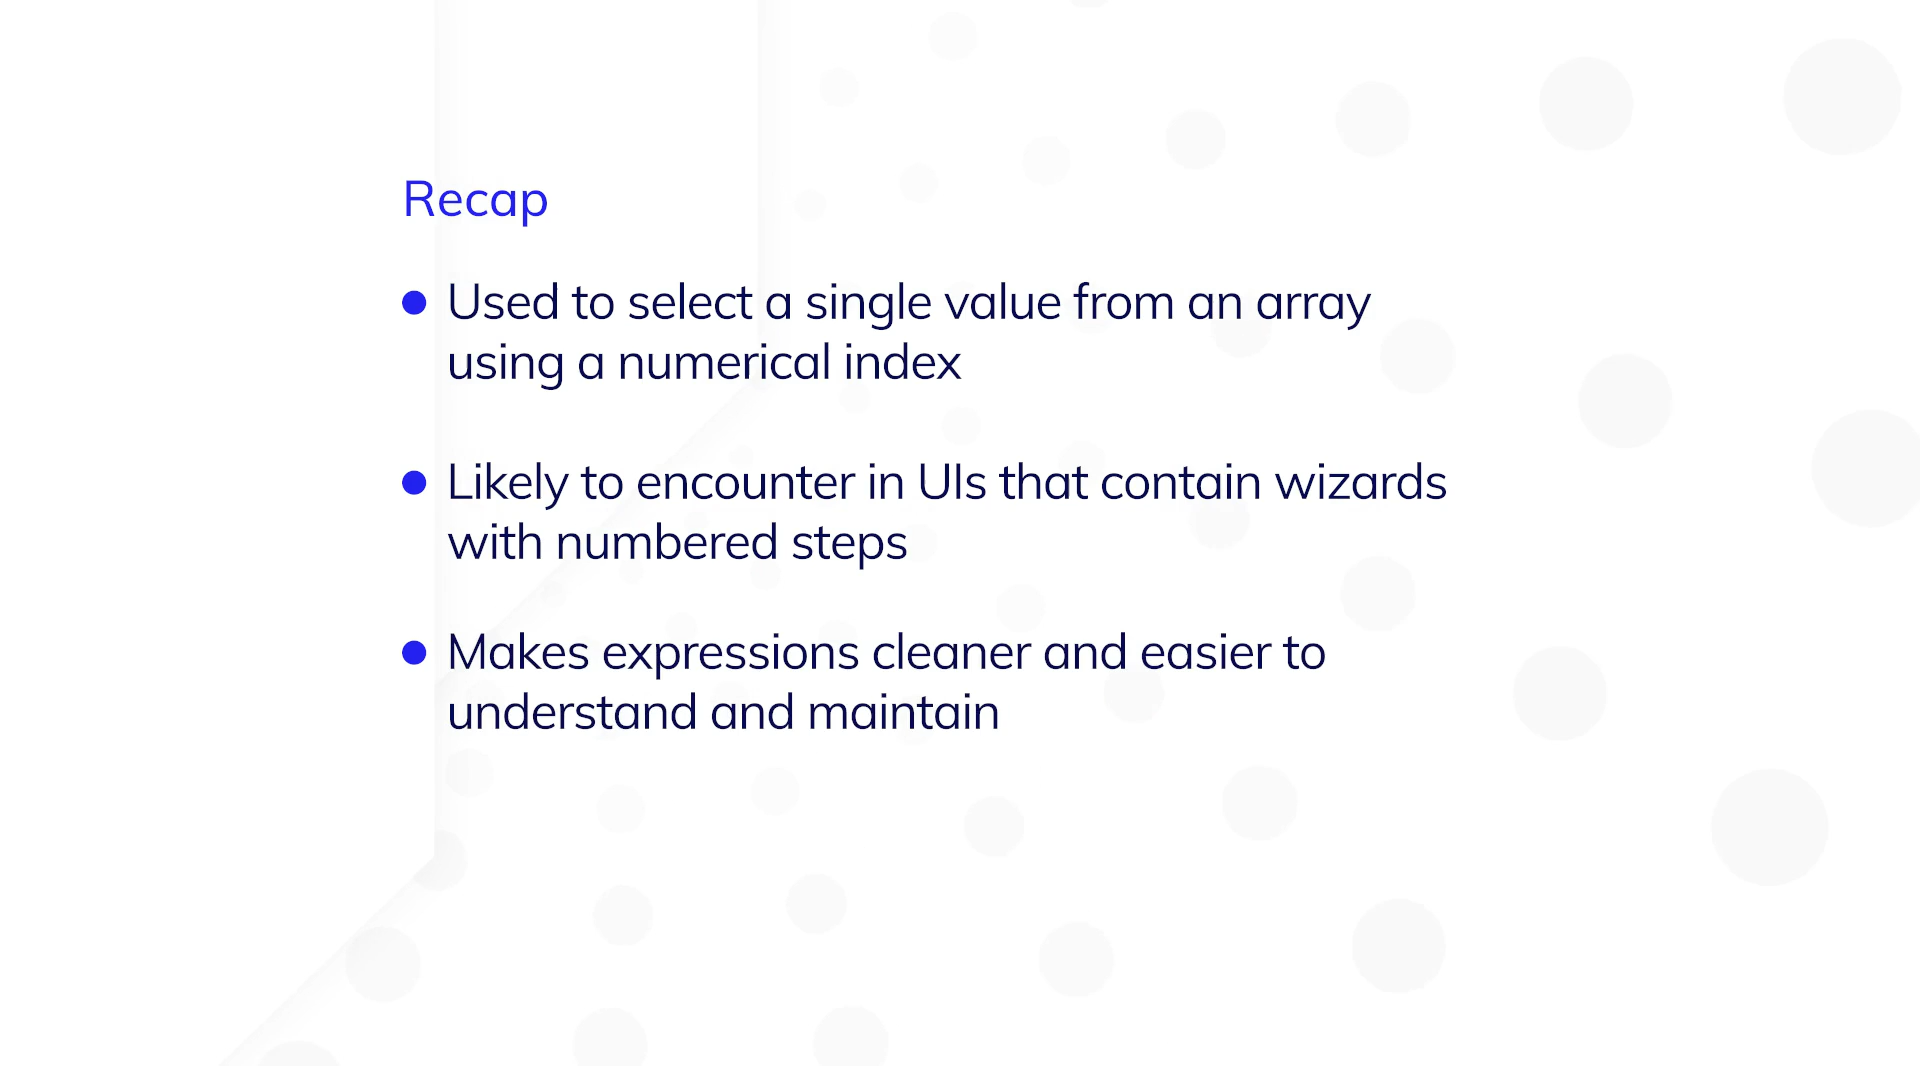 Recap
Used to select a single value from an array
using a numerical index
Likely to encounter in UIs that contain wizards
with numbered steps
Makes expressions cleaner and easier to
understand and maintain